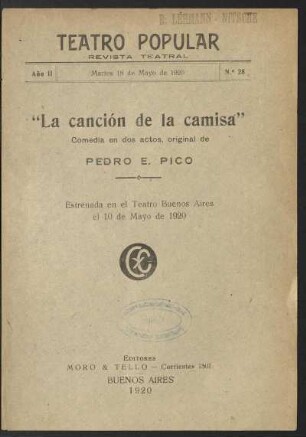 R. LEHMANN - NITSCHE
TEATRO POPULAR
REVISTA TEATRAL
Año II Martes 18 de Mayo de 1920 N.º 28
"La canción de la camisa"
Comedia en dos actos, original de
PEDRO E. PICO
Estrenada en el Teatro Buenos Aires
el 10 de Mayo de 1920
EDITORES
MORO & TELLO — Corrientes
BUENOS AIRES
1920